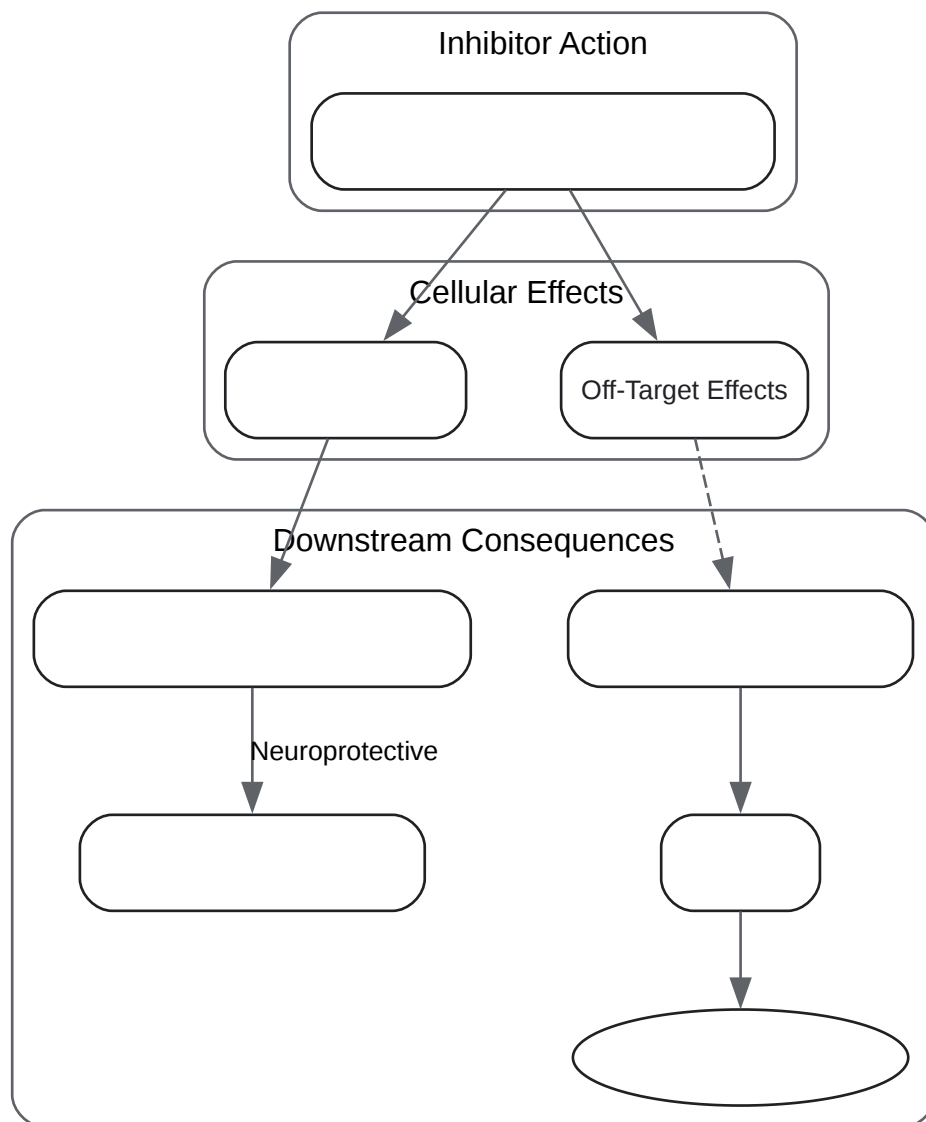 Inhibitor Action
Cellular Effects
Off-Target Effects
Downstream Consequences
Neuroprotective